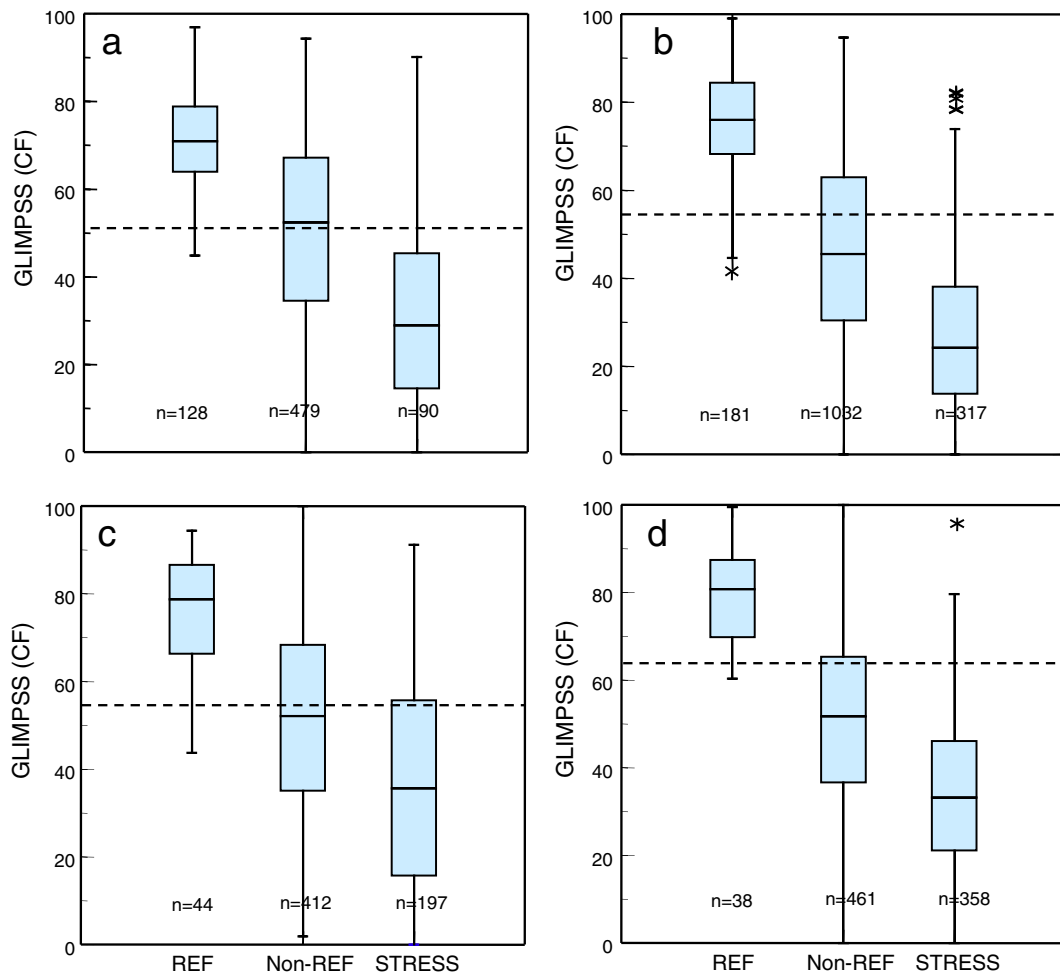 a
GLIMPSS (CF)
100
80
60
40
20
0
n=128
n=479
n=90
b
GLIMPSS (CF)
100
80
60
40
20
0
n=181
n=1032
n=317
c
GLIMPSS (CF)
100
80
60
40
20
0
n=44
n=412
n=197
REF
Non-REF
STRESS
d
GLIMPSS (CF)
100
80
60
40
20
0
n=38
n=461
n=358
REF
Non-REF
STRESS